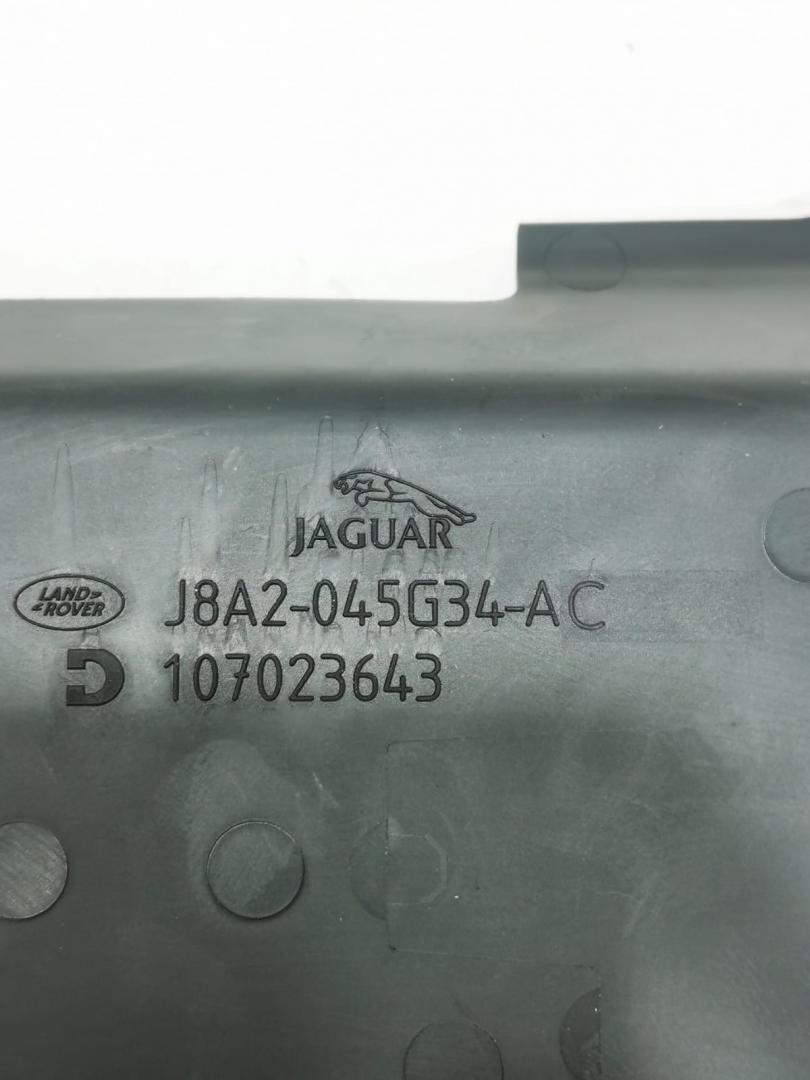 JAGUAR
LAND
ROVER
J8A2-045G34-AC
107023643